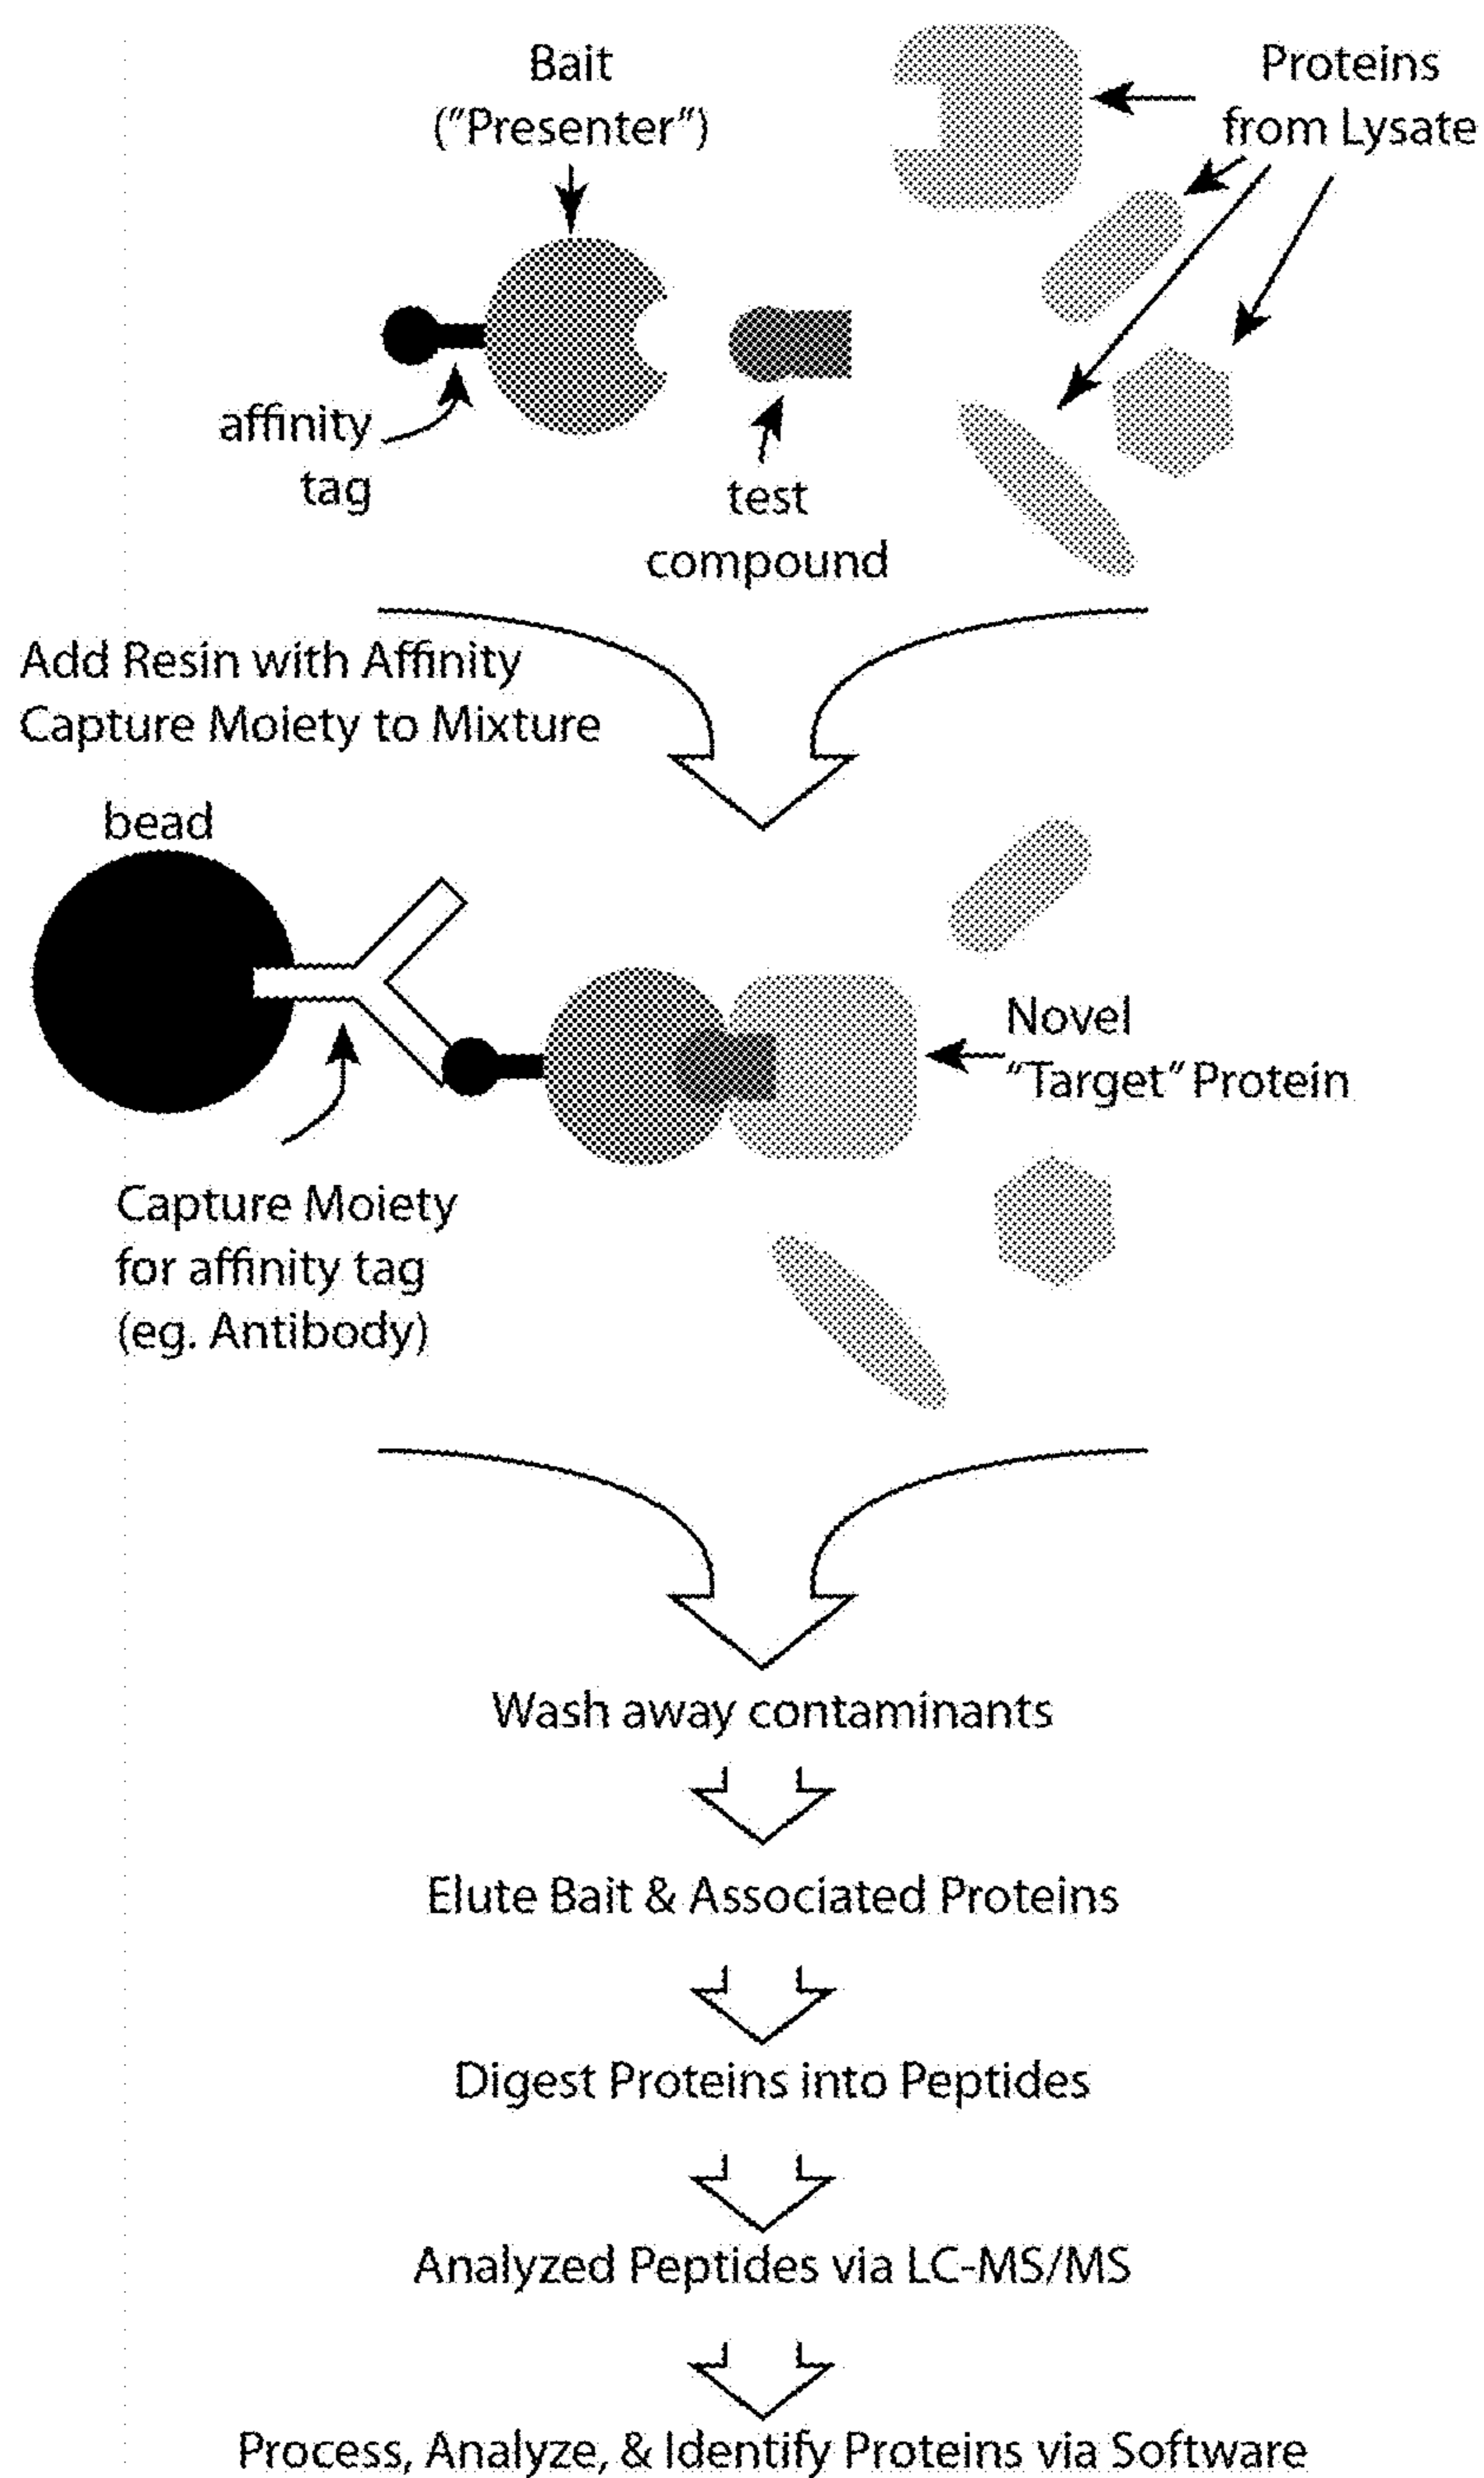 Bait
("Presenter")
Proteins
from Lysate
affinity
tag
test
compound
Add Resin with Affinity
Capture Moiety to Mixture
bead
Novel
"Target" Protein
Capture Moiety
for affinity tag
(eg. Antibody)
Wash away contaminants
Elute Bait & Associated Proteins
Digest Proteins into Peptides
Analyzed Peptides via LC-MS/MS
Process, Analyze, & Identify Proteins via Software